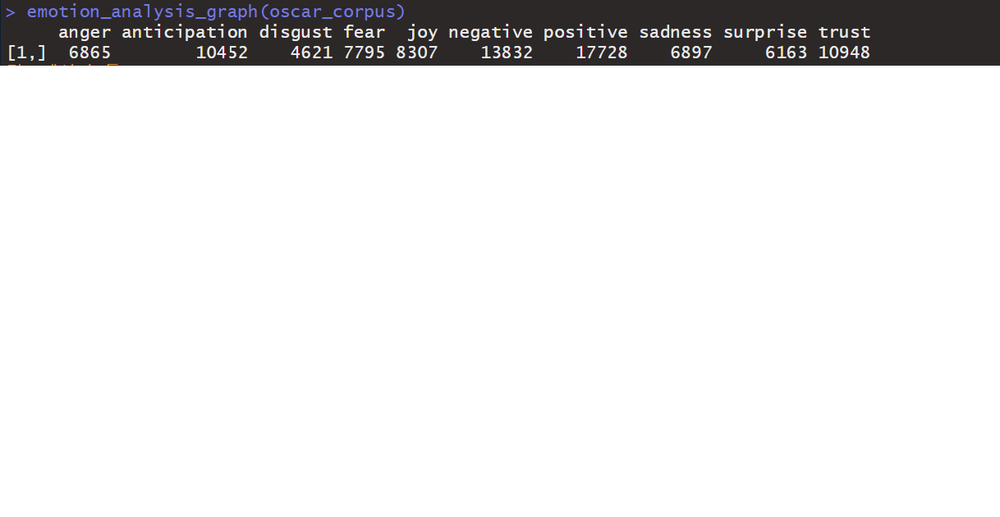 > emotion_analysis_graph(oscar_corpus)
anger anticipation disgust fear joy negative positive sadness surprise trust
[1,] 6865 10452 4621 7795 8307 13832 17728 6897 6163 10948